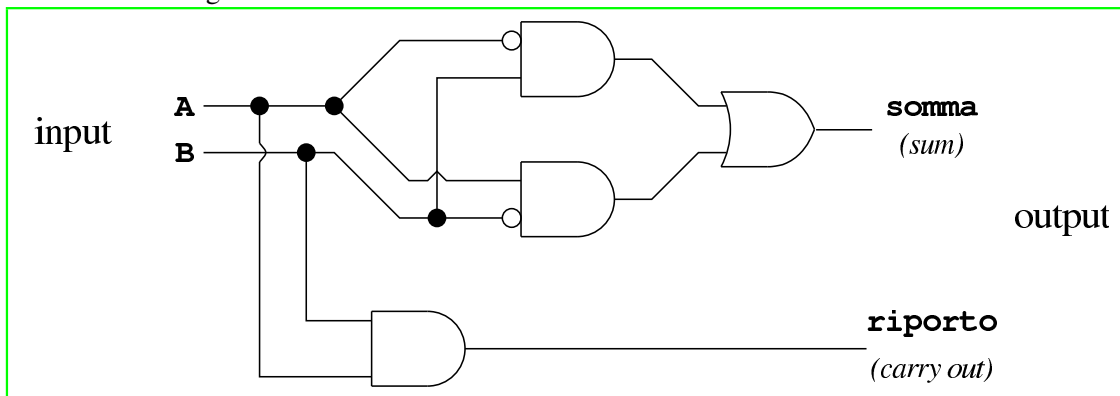 input
A
B
somma
(sum)
output
riporto
(carry out)